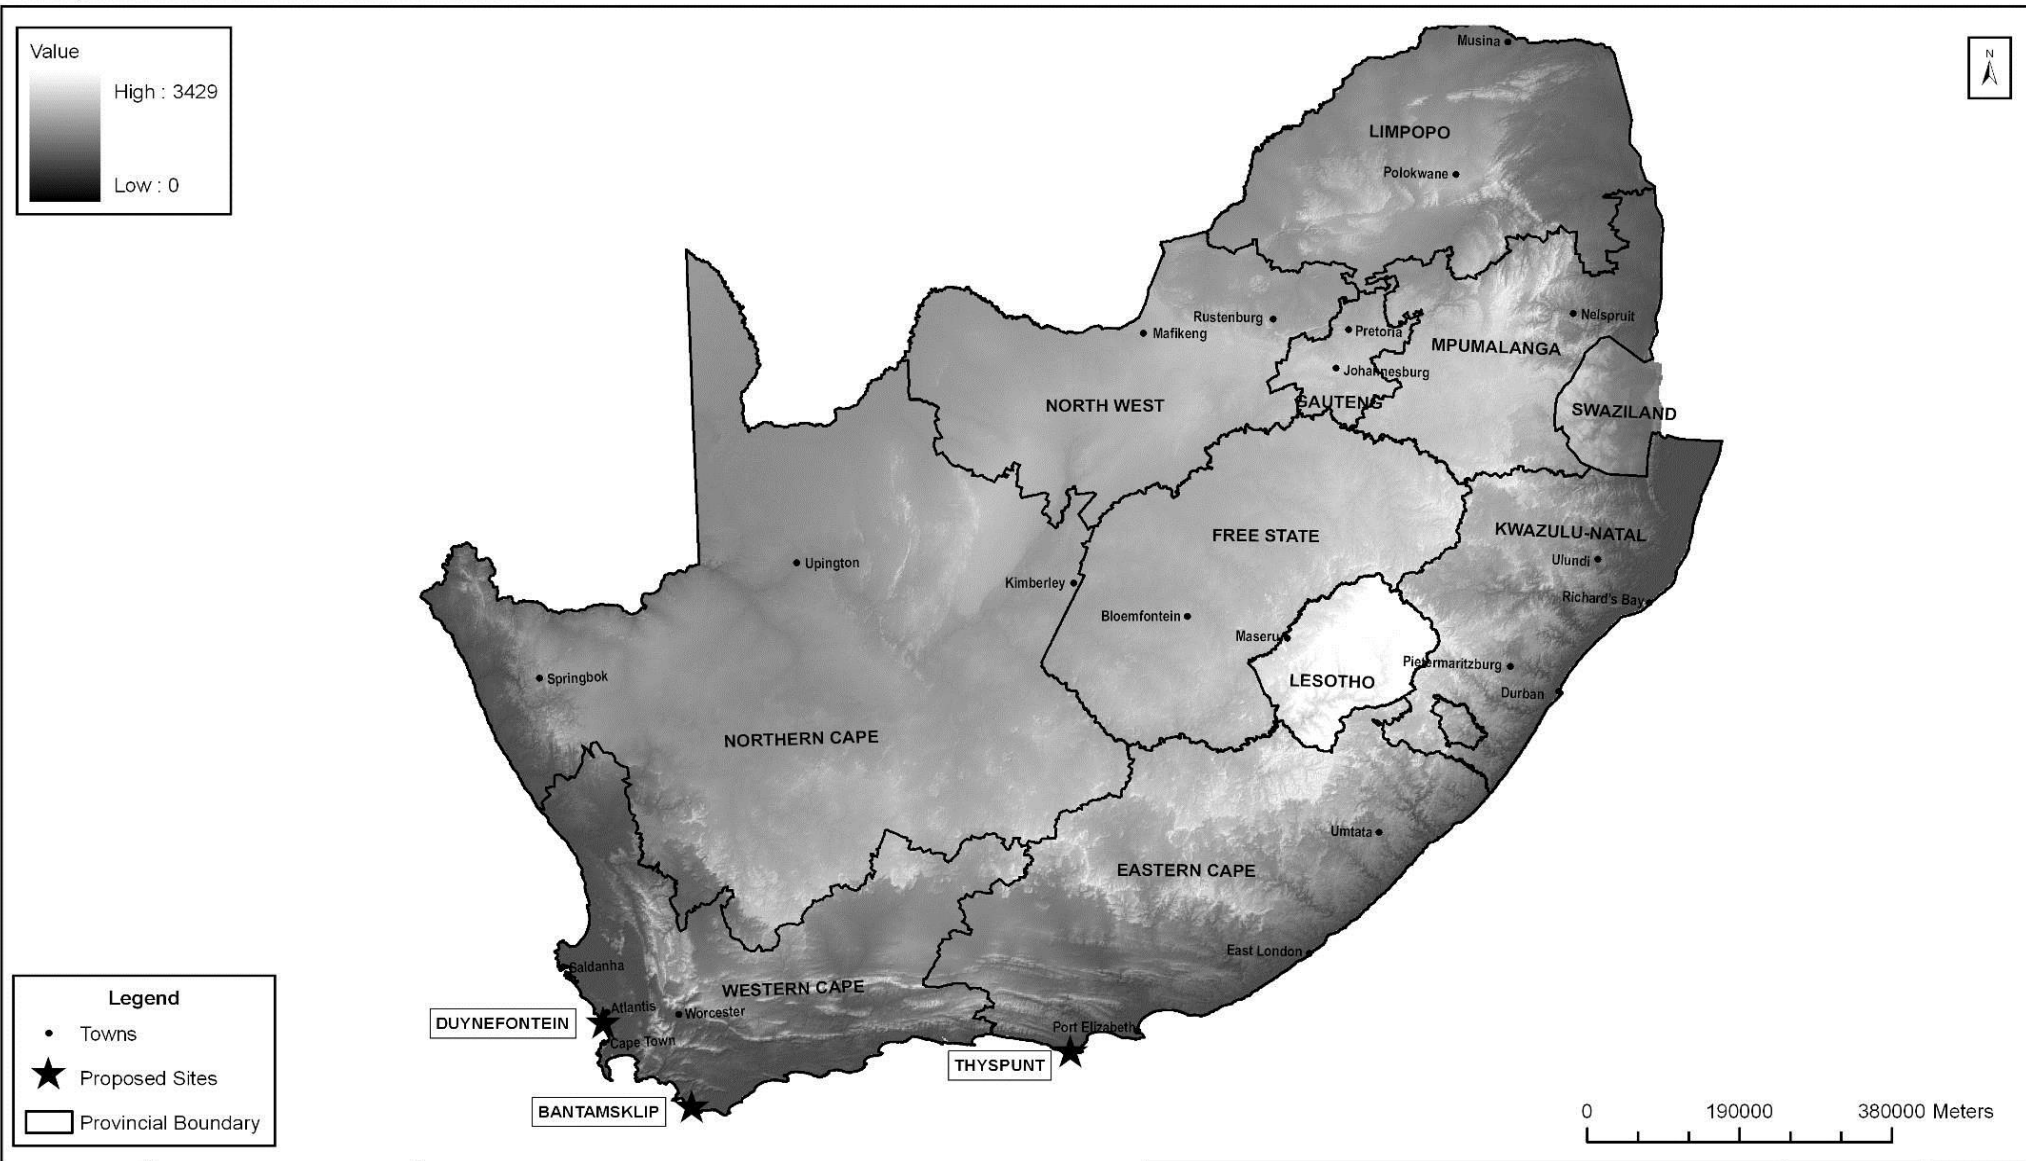 Value
High : 3429
Low : 0
N
Musina
LIMPOPO
Polokwane
Rustenburg
Mafikeng
Pretoria
Nelspruit
MPUMALANGA
Johannesburg
NORTH WEST
GAUTENG
SWAZILAND
FREE STATE
KWAZULU-NATAL
Upington
Ulundi
Kimberley
Richard's Bay
Bloemfontein
Maseru
Pietermaritzburg
Springbok
LESOTHO
Durban
NORTHERN CAPE
Umtata
EASTERN CAPE
East London
Saldanha
WESTERN CAPE
Atlantis
Worcester
DUYNEFONTEIN
Port Elizabeth
Cape Town
THYSPUNT
BANTAMSKLIP
Legend
Towns
Proposed Sites
Provincial Boundary
0 190000 380000 Meters